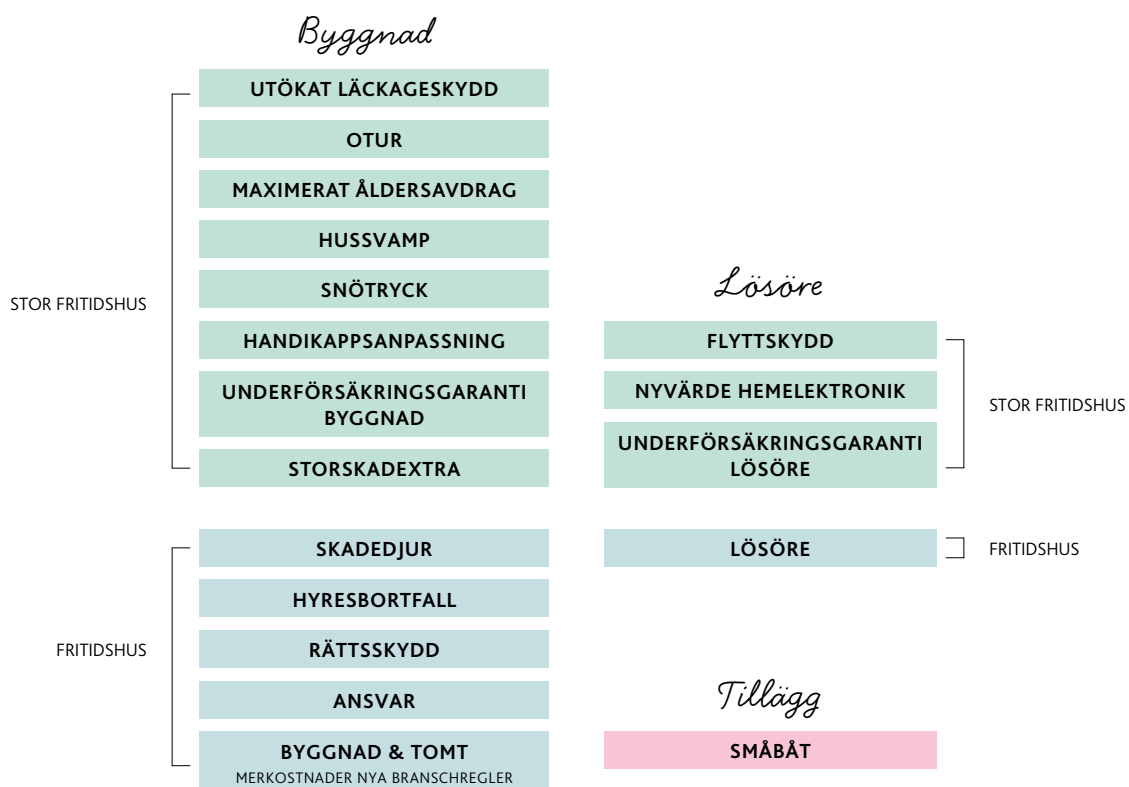 Byggnad
UTÖKAT LÄCKAGESKYDD
OTUR
MAXIMERAT ÅLDERSAVDRAG
HUSSVAMP
SNÖTRYCK
HANDIKAPPSANPASSNING
UNDERFÖRSÄKRINGSGARANTI
BYGGNAD
STORSKADEXTRA
STOR FRITIDSHUS
SKADEDJUR
HYRESBORTFALL
RÄTTSSKYDD
ANSVAR
BYGGNAD & TOMT
MERKOSTNADER NYA BRANSCHREGLER
FRITIDSHUS
Lösöre
FLYTTSKYDD
NYVÄRDE HEMELEKTRONIK
UNDERFÖRSÄKRINGSGARANTI
LÖSÖRE
STOR FRITIDSHUS
LÖSÖRE
FRITIDSHUS
Tillägg
SMÅBÅT